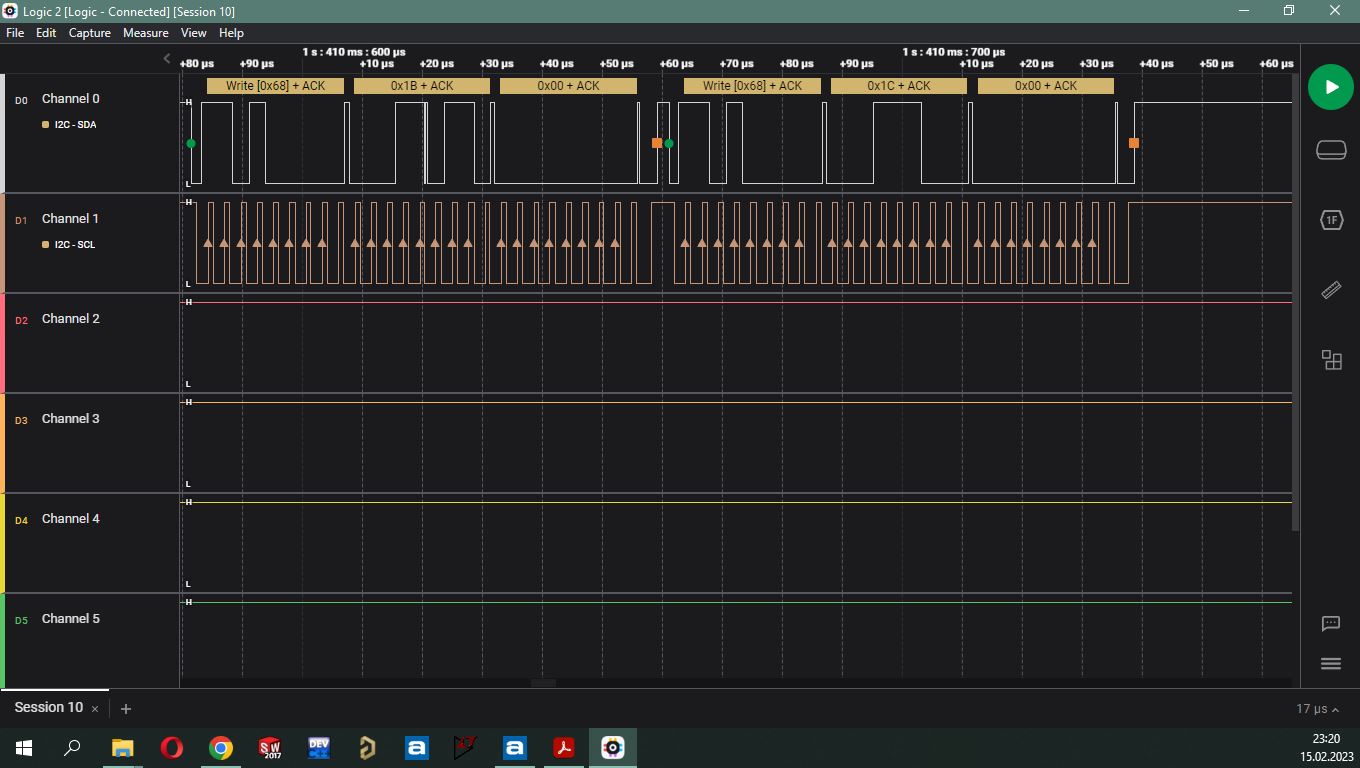 Logic 2 [Logic - Connected] [Session 10]
File Edit Capture Measure View Help
1 s : 410 ms : 600 µs 1 s : 410 ms : 700 µs
+80 µs +90 µs +10 µs +20 µs +30 µs +40 µs +50 µs +60 µs +70 µs +80 µs +90 µs +10 µs +20 µs +30 µs +40 µs +50 µs +60 µs
Write [0x68] + ACK 0x1B + ACK 0x00 + ACK Write [0x68] + ACK 0x1C + ACK 0x00 + ACK
D0 Channel 0 H
I2C - SDA
L
H
D1 Channel 1
I2C - SCL
L
H
D2 Channel 2
L
H
D3 Channel 3
L
H
D4 Channel 4
L
H
D5 Channel 5
1F
Session 10 × + 17 µs
SW 2017 DEV C++ a a
23:20
15.02.2023